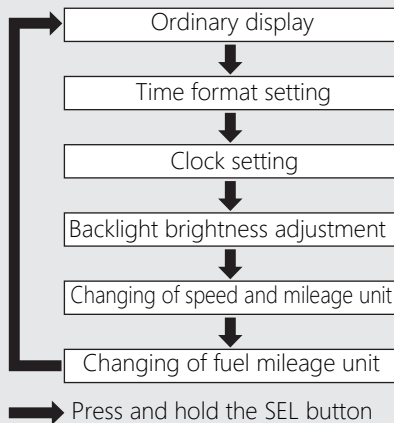 Ordinary display
Time format setting
Clock setting
Backlight brightness adjustment
Changing of speed and mileage unit
Changing of fuel mileage unit
Press and hold the SEL button